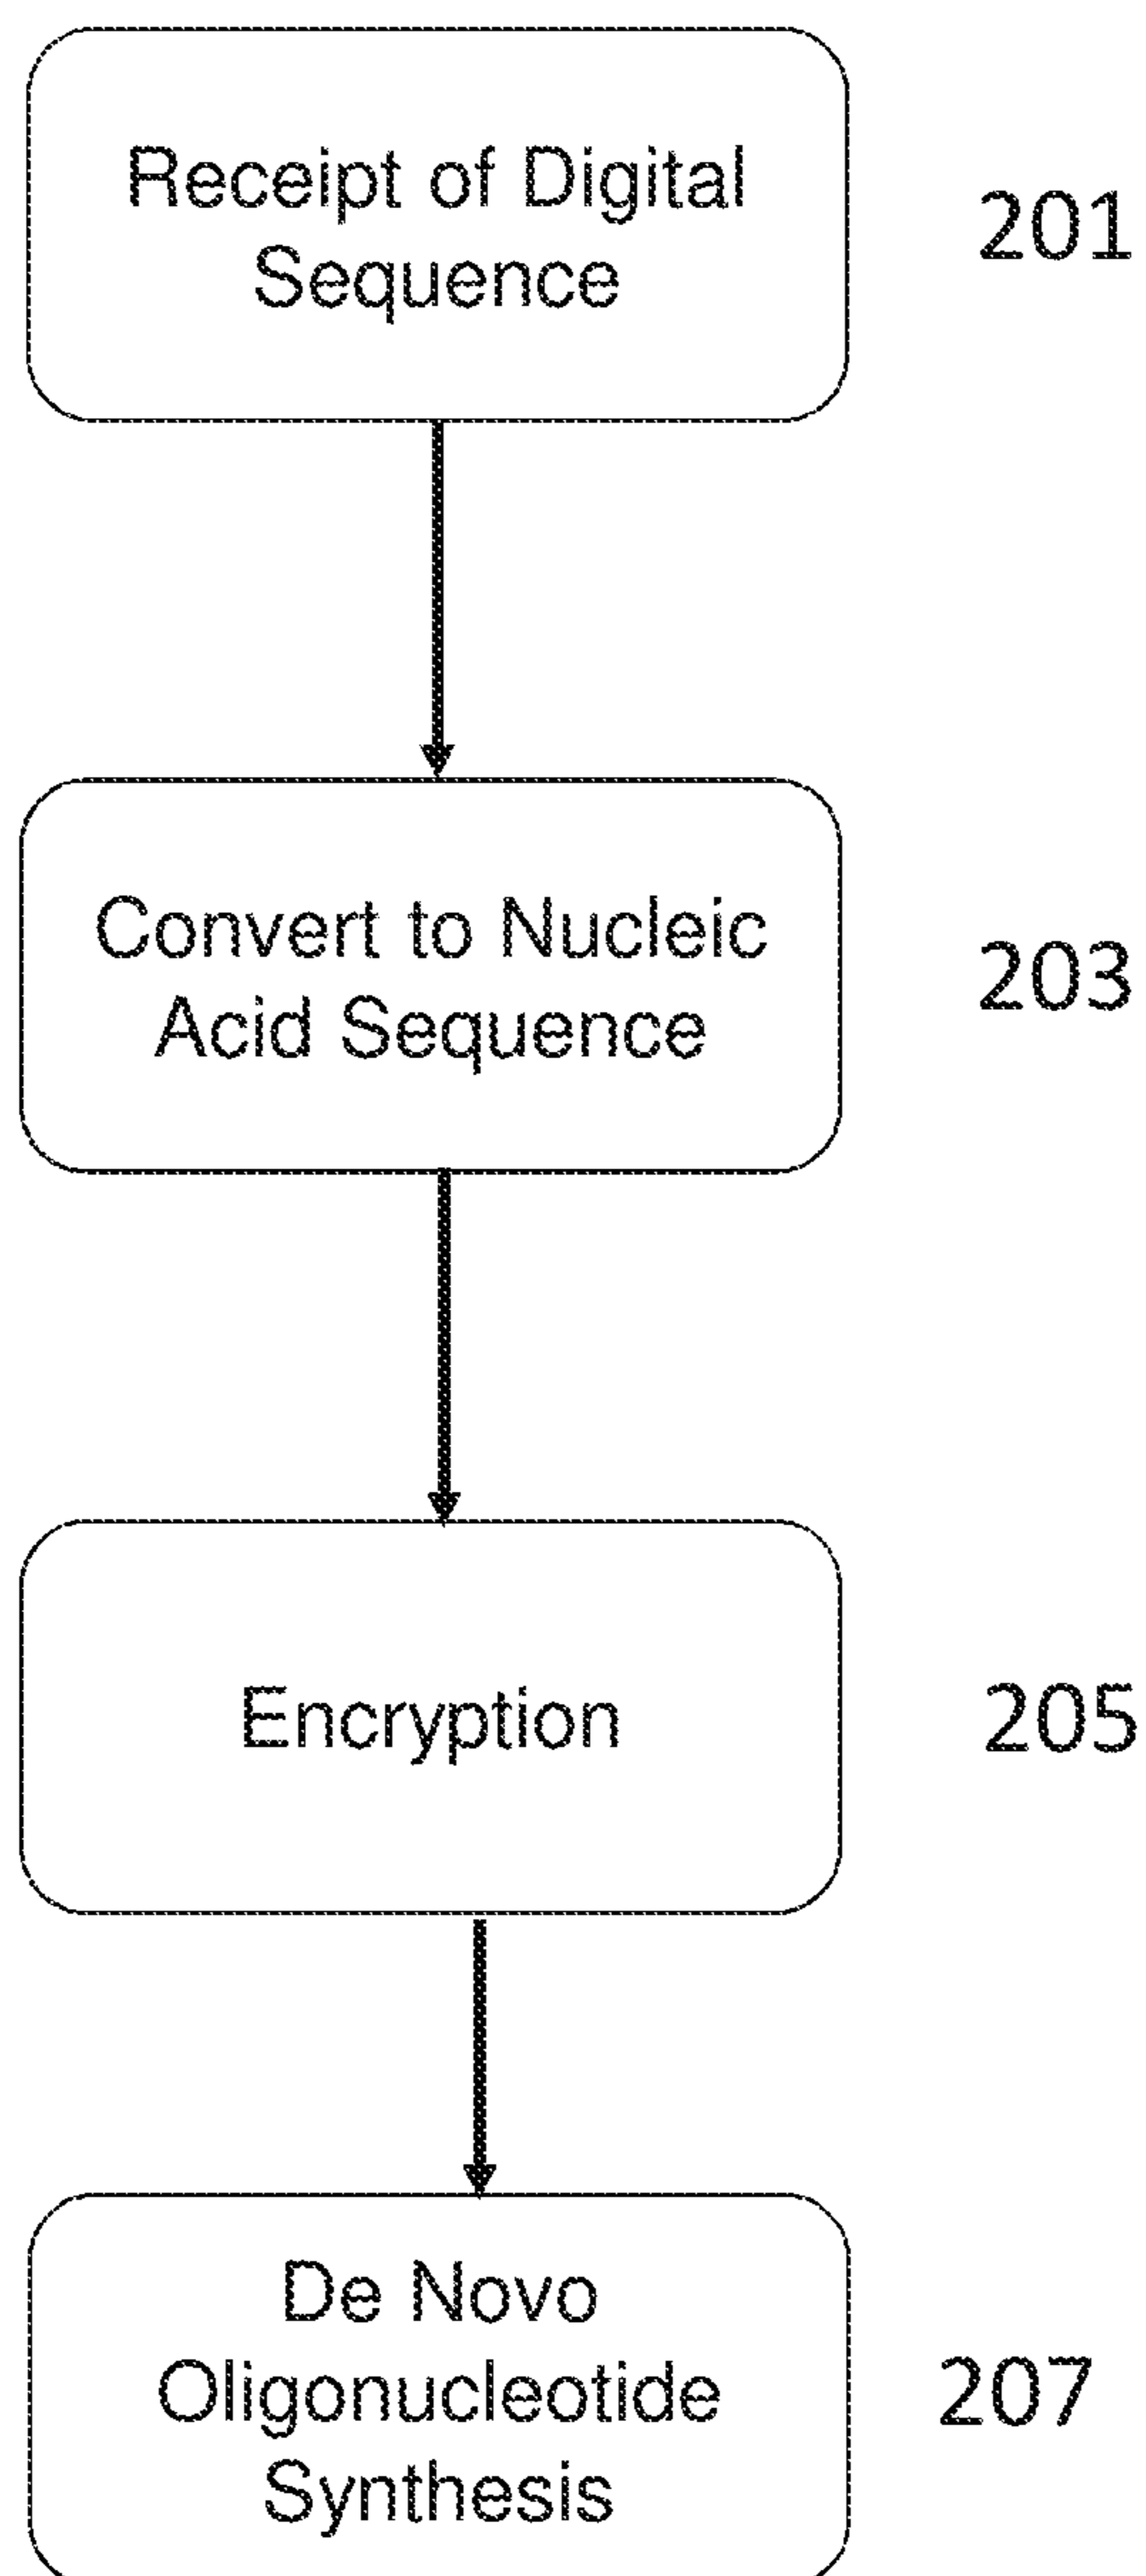 Receipt of Digital
Sequence
201
Convert to Nucleic
Acid Sequence
203
Encryption
205
De Novo
Oligonucleotide
Synthesis
207